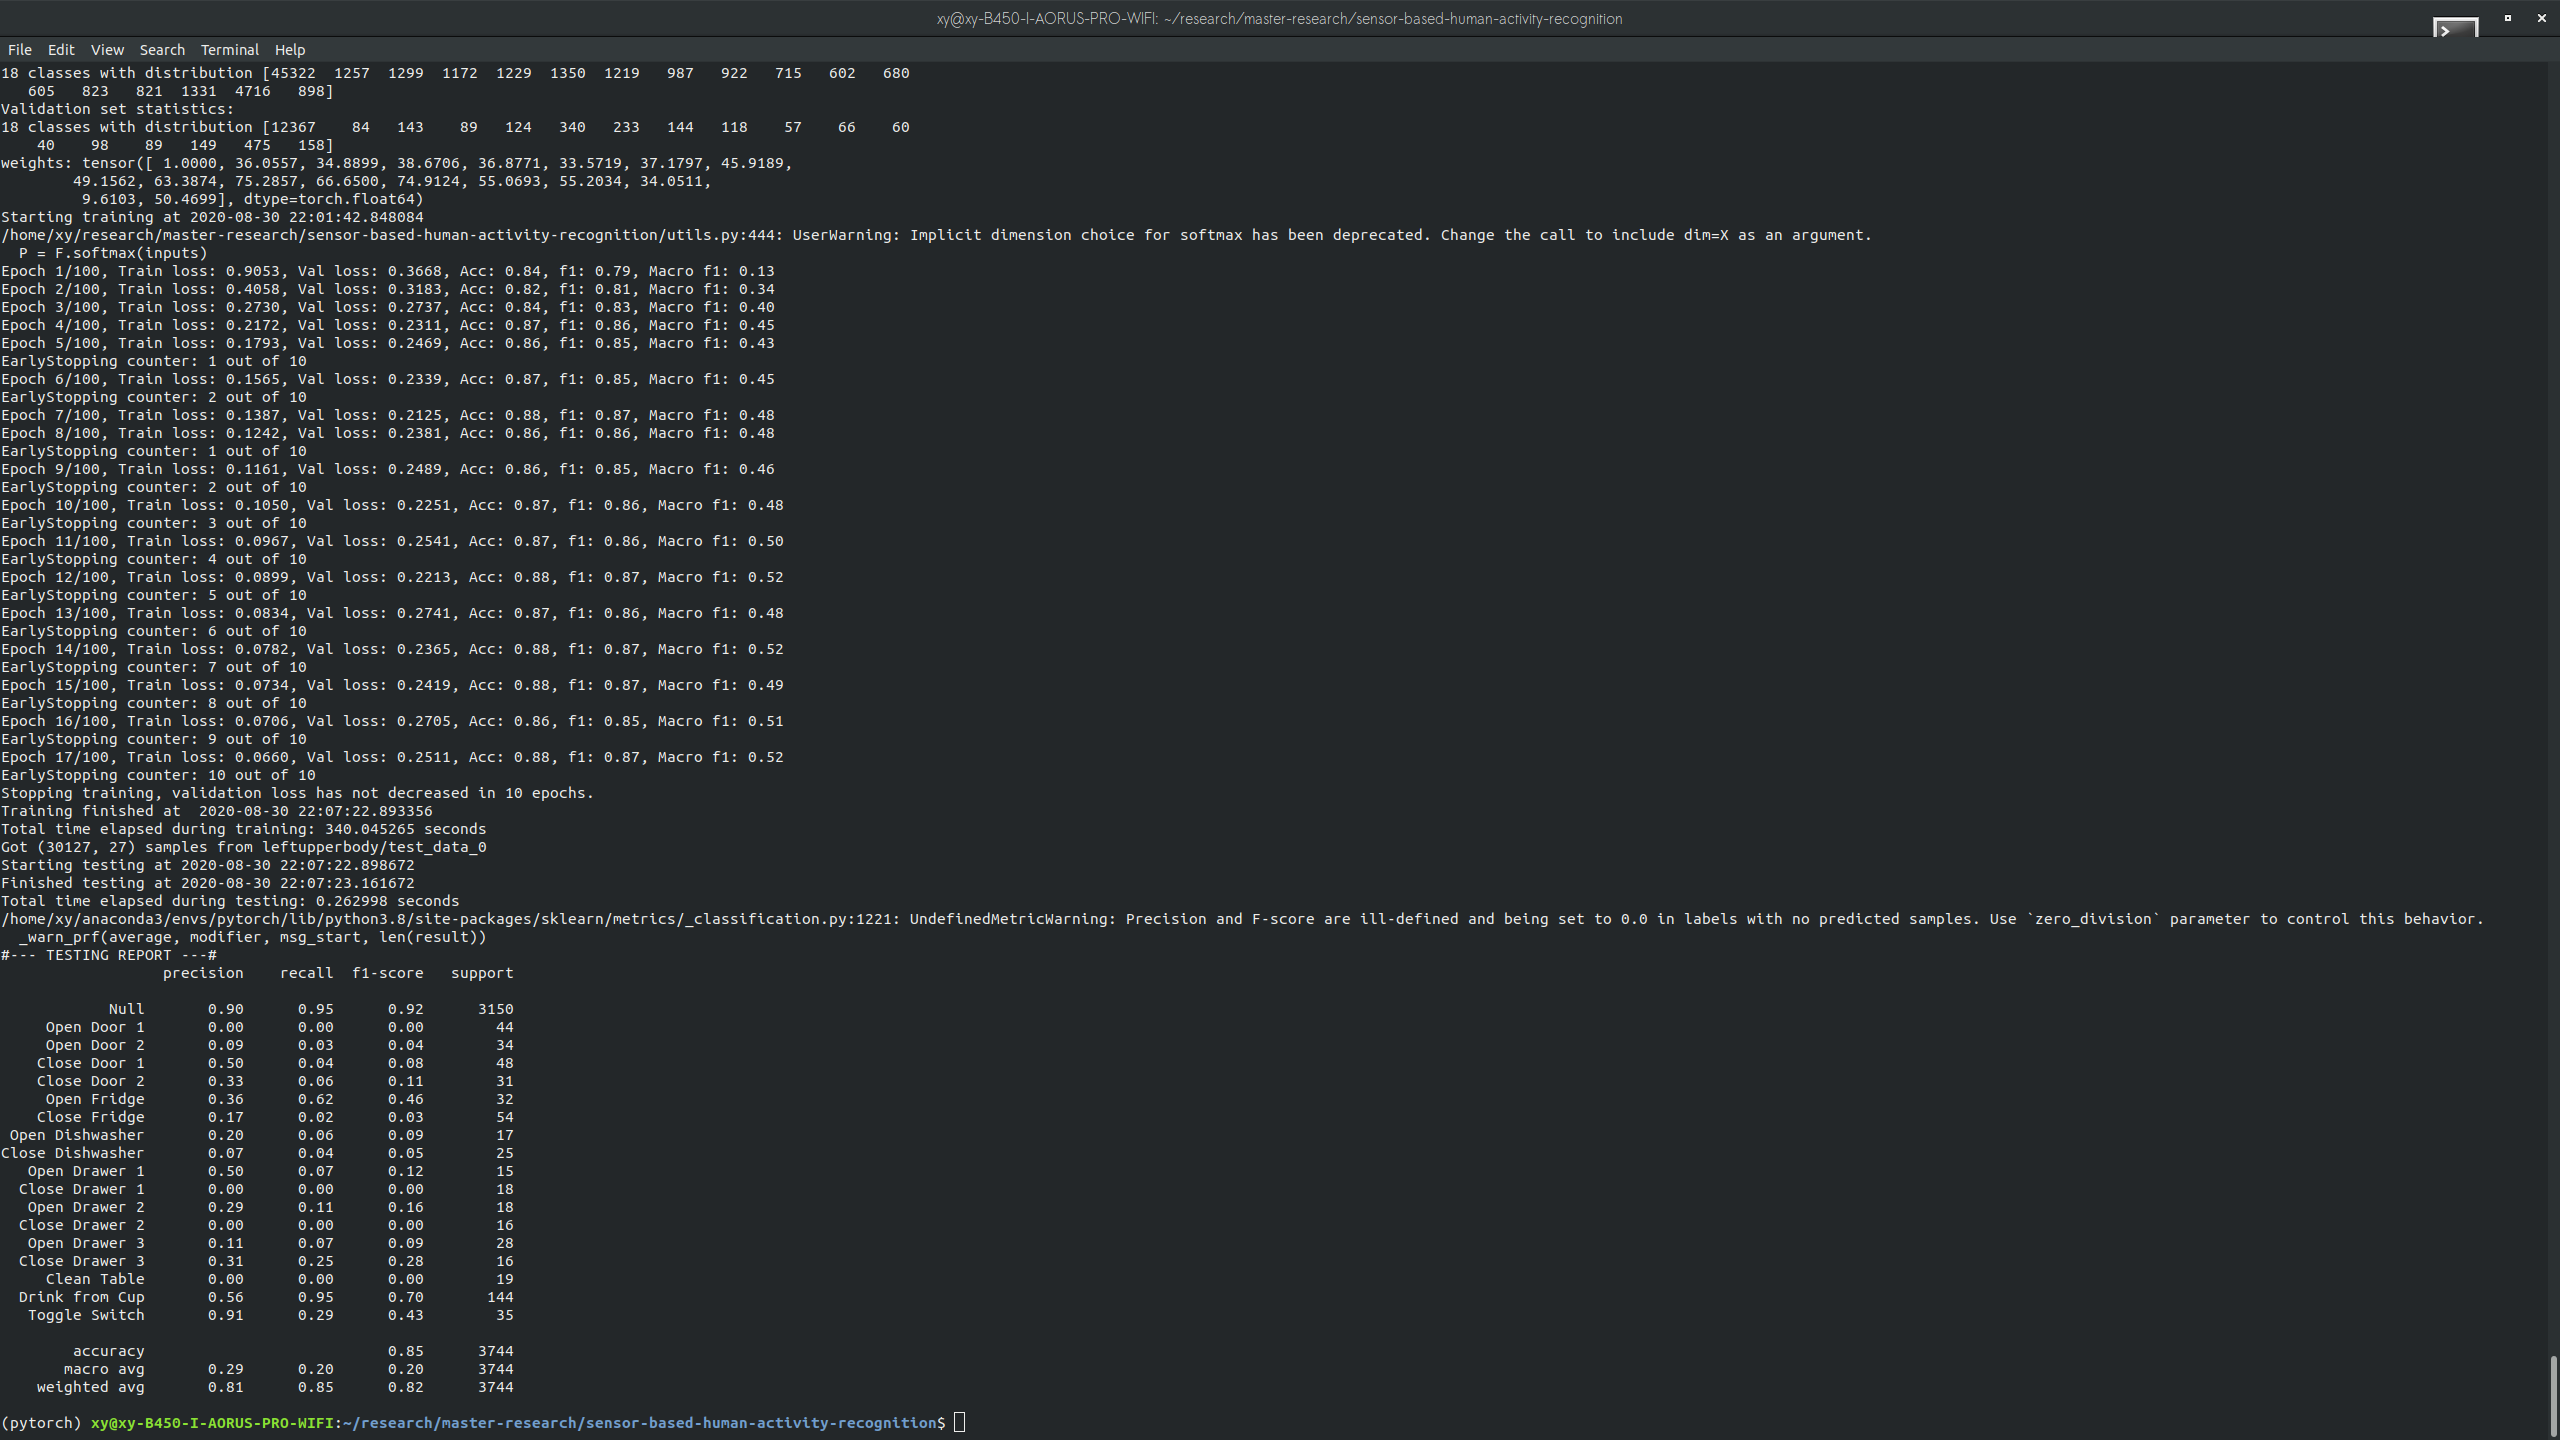 xy@xy-B450-I-AORUS-PRO-WIFI: ~/research/master-research/sensor-based-human-activity-recognition
File Edit View Search Terminal Help
18 classes with distribution [45322  1257  1299  1172  1229  1350  1219   987   922   715   602   680
   605   823   821  1331  4716   898]
Validation set statistics:
18 classes with distribution [12367    84   143    89   124   340   233   144   118    57    66    60
    40    98    89   149   475   158]
weights: tensor([ 1.0000, 36.0557, 34.8899, 38.6706, 36.8771, 33.5719, 37.1797, 45.9189,
        49.1562, 63.3874, 75.2857, 66.6500, 74.9124, 55.0693, 55.2034, 34.0511,
         9.6103, 50.4699], dtype=torch.float64)
Starting training at 2020-08-30 22:01:42.848084
/home/xy/research/master-research/sensor-based-human-activity-recognition/utils.py:444: UserWarning: Implicit dimension choice for softmax has been deprecated. Change the call to include dim=X as an argument.
  P = F.softmax(inputs)
Epoch 1/100, Train loss: 0.9053, Val loss: 0.3668, Acc: 0.84, f1: 0.79, Macro f1: 0.13
Epoch 2/100, Train loss: 0.4058, Val loss: 0.3183, Acc: 0.82, f1: 0.81, Macro f1: 0.34
Epoch 3/100, Train loss: 0.2730, Val loss: 0.2737, Acc: 0.84, f1: 0.83, Macro f1: 0.40
Epoch 4/100, Train loss: 0.2172, Val loss: 0.2311, Acc: 0.87, f1: 0.86, Macro f1: 0.45
Epoch 5/100, Train loss: 0.1793, Val loss: 0.2469, Acc: 0.86, f1: 0.85, Macro f1: 0.43
EarlyStopping counter: 1 out of 10
Epoch 6/100, Train loss: 0.1565, Val loss: 0.2339, Acc: 0.87, f1: 0.85, Macro f1: 0.45
EarlyStopping counter: 2 out of 10
Epoch 7/100, Train loss: 0.1387, Val loss: 0.2125, Acc: 0.88, f1: 0.87, Macro f1: 0.48
Epoch 8/100, Train loss: 0.1242, Val loss: 0.2381, Acc: 0.86, f1: 0.86, Macro f1: 0.48
EarlyStopping counter: 1 out of 10
Epoch 9/100, Train loss: 0.1161, Val loss: 0.2489, Acc: 0.86, f1: 0.85, Macro f1: 0.46
EarlyStopping counter: 2 out of 10
Epoch 10/100, Train loss: 0.1050, Val loss: 0.2251, Acc: 0.87, f1: 0.86, Macro f1: 0.48
EarlyStopping counter: 3 out of 10
Epoch 11/100, Train loss: 0.0967, Val loss: 0.2541, Acc: 0.87, f1: 0.86, Macro f1: 0.50
EarlyStopping counter: 4 out of 10
Epoch 12/100, Train loss: 0.0899, Val loss: 0.2213, Acc: 0.88, f1: 0.87, Macro f1: 0.52
EarlyStopping counter: 5 out of 10
Epoch 13/100, Train loss: 0.0834, Val loss: 0.2741, Acc: 0.87, f1: 0.86, Macro f1: 0.48
EarlyStopping counter: 6 out of 10
Epoch 14/100, Train loss: 0.0782, Val loss: 0.2365, Acc: 0.88, f1: 0.87, Macro f1: 0.52
EarlyStopping counter: 7 out of 10
Epoch 15/100, Train loss: 0.0734, Val loss: 0.2419, Acc: 0.88, f1: 0.87, Macro f1: 0.49
EarlyStopping counter: 8 out of 10
Epoch 16/100, Train loss: 0.0706, Val loss: 0.2705, Acc: 0.86, f1: 0.85, Macro f1: 0.51
EarlyStopping counter: 9 out of 10
Epoch 17/100, Train loss: 0.0660, Val loss: 0.2511, Acc: 0.88, f1: 0.87, Macro f1: 0.52
EarlyStopping counter: 10 out of 10
Stopping training, validation loss has not decreased in 10 epochs.
Training finished at  2020-08-30 22:07:22.893356
Total time elapsed during training: 340.045265 seconds
Got (30127, 27) samples from leftupperbody/test_data_0
Starting testing at 2020-08-30 22:07:22.898672
Finished testing at 2020-08-30 22:07:23.161672
Total time elapsed during testing: 0.262998 seconds
/home/xy/anaconda3/envs/pytorch/lib/python3.8/site-packages/sklearn/metrics/_classification.py:1221: UndefinedMetricWarning: Precision and F-score are ill-defined and being set to 0.0 in labels with no predicted samples. Use `zero_division` parameter to control this behavior.
  _warn_prf(average, modifier, msg_start, len(result))
#--- TESTING REPORT ---#
                  precision    recall  f1-score   support
            Null       0.90      0.95      0.92      3150
     Open Door 1       0.00      0.00      0.00        44
     Open Door 2       0.09      0.03      0.04        34
    Close Door 1       0.50      0.04      0.08        48
    Close Door 2       0.33      0.06      0.11        31
     Open Fridge       0.36      0.62      0.46        32
    Close Fridge       0.17      0.02      0.03        54
 Open Dishwasher       0.20      0.06      0.09        17
Close Dishwasher       0.07      0.04      0.05        25
   Open Drawer 1       0.50      0.07      0.12        15
  Close Drawer 1       0.00      0.00      0.00        18
   Open Drawer 2       0.29      0.11      0.16        18
  Close Drawer 2       0.00      0.00      0.00        16
   Open Drawer 3       0.11      0.07      0.09        28
  Close Drawer 3       0.31      0.25      0.28        16
     Clean Table       0.00      0.00      0.00        19
  Drink from Cup       0.56      0.95      0.70       144
   Toggle Switch       0.91      0.29      0.43        35
        accuracy                           0.85      3744
       macro avg       0.29      0.20      0.20      3744
    weighted avg       0.81      0.85      0.82      3744
(pytorch) xy@xy-B450-I-AORUS-PRO-WIFI:~/research/master-research/sensor-based-human-activity-recognition$